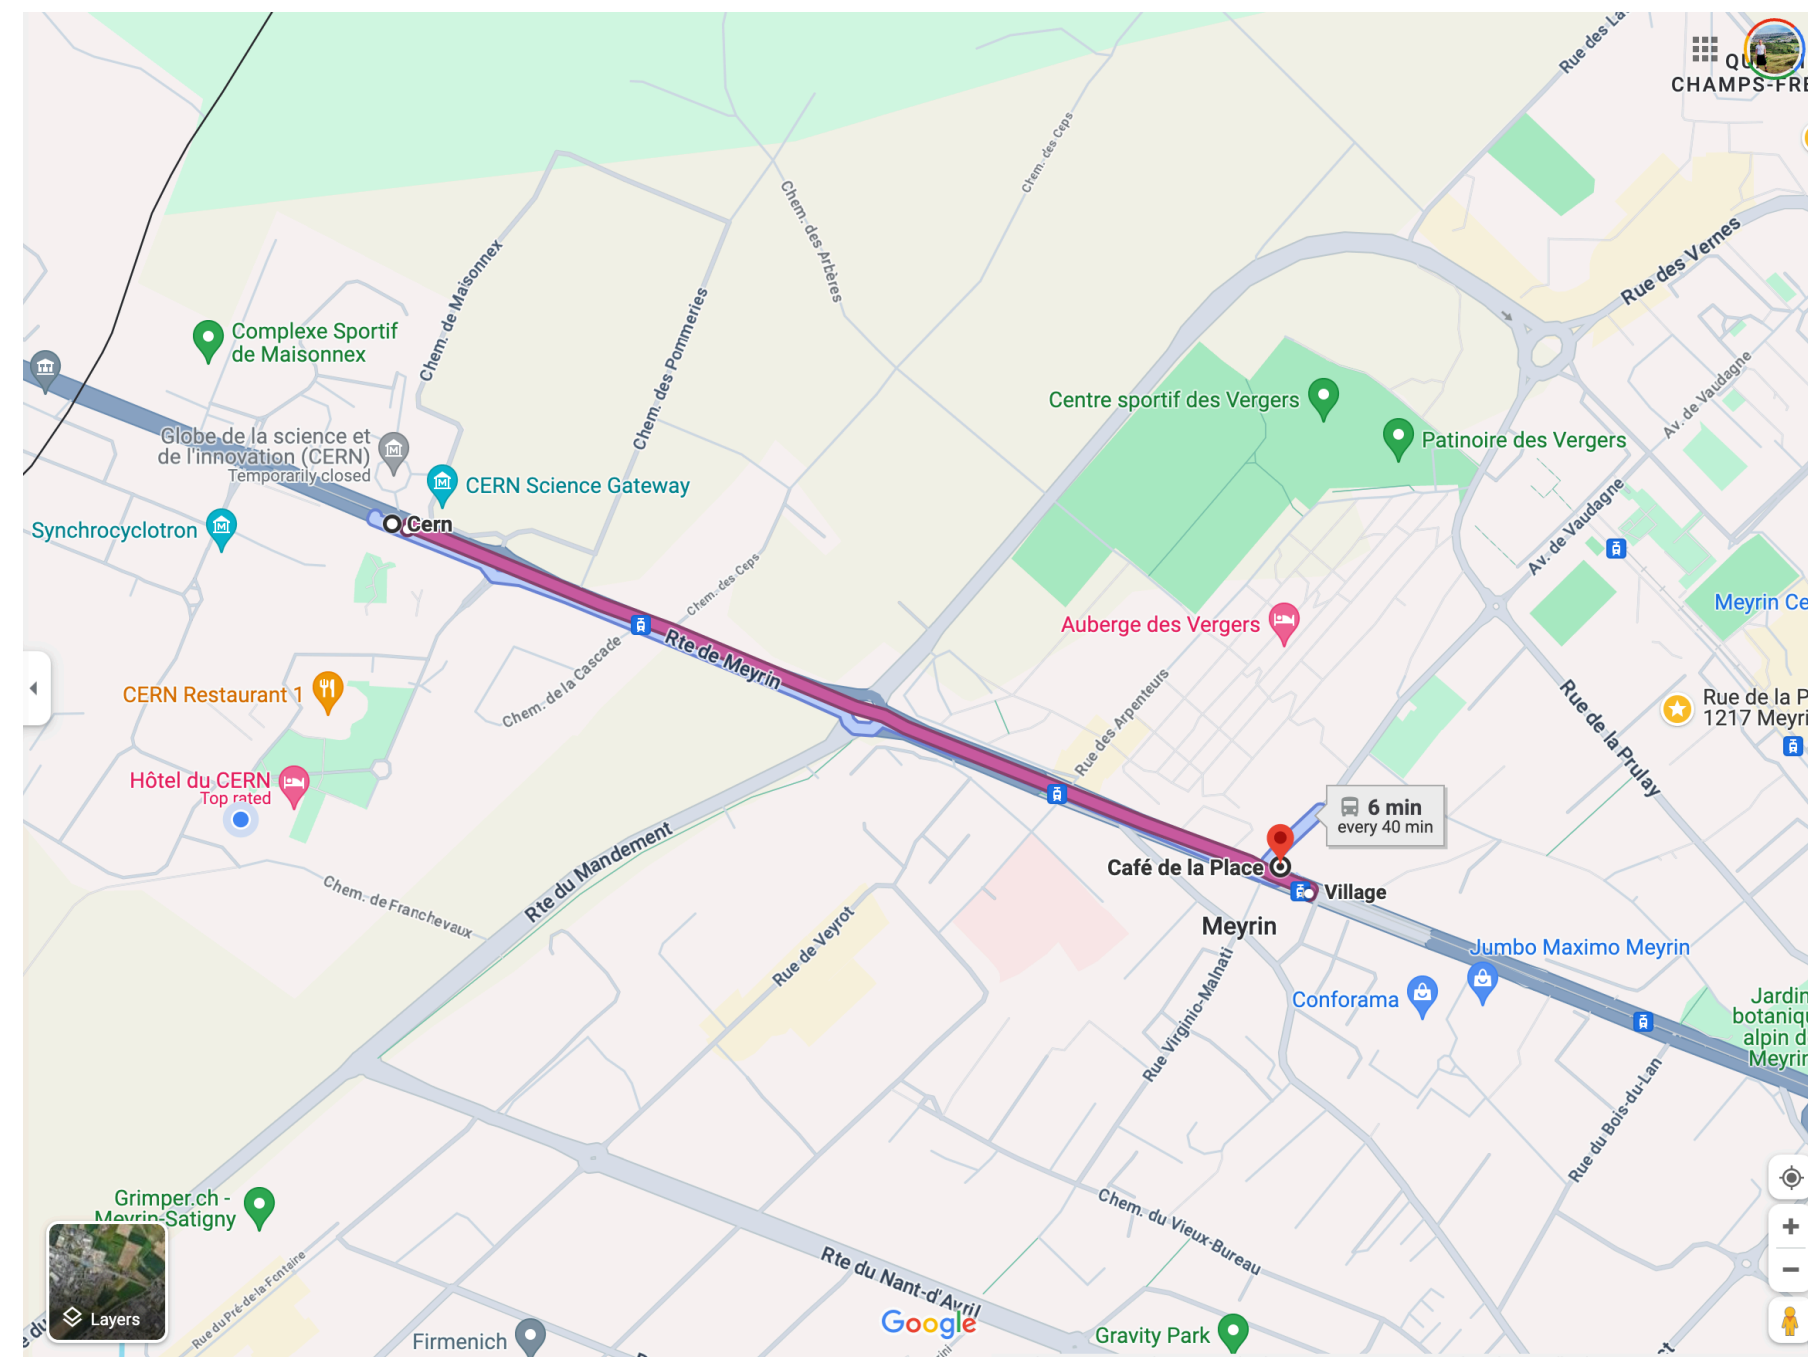 Rue des La
QU
CHAMPS-FRE
Chem. des Ceps
Chem. des Arbères
Rue des Vernes
Chem. de Maisonnex
Chem. des Pommeries
Complexe Sportif
de Maisonnex
Av. de Vaudagne
Centre sportif des Vergers
Patinoire des Vergers
Globe de la science et
de l'innovation (CERN)
Temporarily closed
CERN Science Gateway
Synchrocyclotron
Cern
Av. de Vaudagne
Chem. des Ceps
Meyrin Ce
Auberge des Vergers
Rte de Meyrin
Chem. de la Cascade
CERN Restaurant 1
Rue des Arpenteurs
Rue de la Prulay
Rue de la P
1217 Meyri
Hôtel du CERN
Top rated
6 min
every 40 min
Rte du Mandement
Café de la Place
Village
Chem. de Franchevaux
Meyrin
Rue de Veyrot
Jumbo Maximo Meyrin
Conforama
Rue Virginio-Malnati
Jardin
botaniqu
alpin d
Meyrin
Rue du Bois-du-Lan
Grimper.ch -
Meyrin-Satigny
Chem. du Vieux-Bureau
Rte du Nant-d'Avril
Rue du Pré-de-la-Fontaine
Layers
Google
Firmenich
Gravity Park